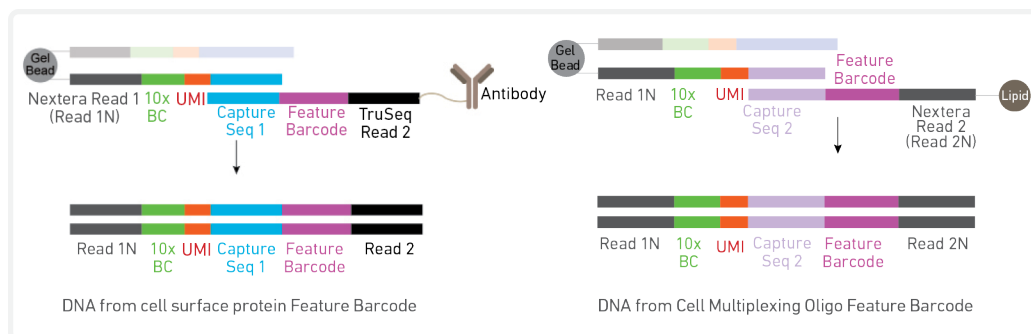 Gel
Bead
Nextera Read 1
(Read 1N)
10x
BC
UMI
Capture
Seq 1
Feature
Barcode
TruSeq
Read 2
Antibody
Read 1N
10x
BC
UMI
Capture
Seq 1
Feature
Barcode
Read 2
DNA from cell surface protein Feature Barcode
Gel
Bead
Feature
Barcode
Read 1N
10x
BC
UMI
Capture
Seq 2
Nextera
Read 2
(Read 2N)
Lipid
Read 1N
10x
BC
UMI
Capture
Seq 2
Feature
Barcode
Read 2N
DNA from Cell Multiplexing Oligo Feature Barcode